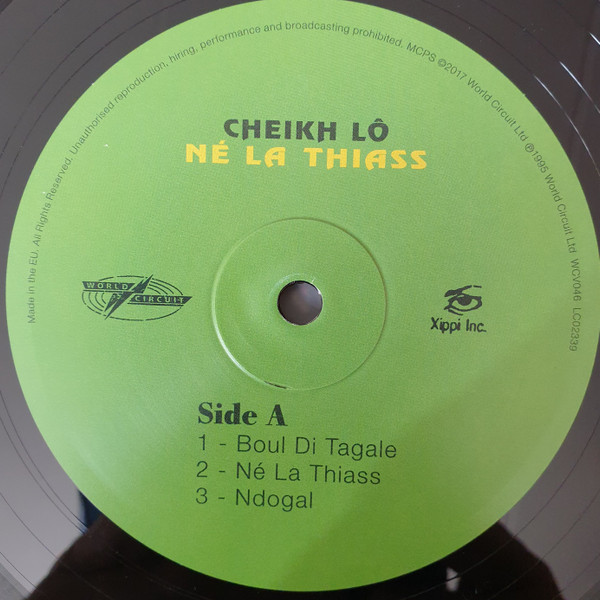 Made in the EU. All Rights Reserved. Unauthorised reproduction, hiring, performance and broadcasting prohibited. MCPS ©2017 World Circuit Ltd ℗1995 World Circuit Ltd WCV046 LC02339
CHEIKH LÔ
NÉ LA THIASS
WORLD
CIRCUIT
Xippi Inc.
Side A
1 - Boul Di Tagale
2 - Né La Thiass
3 - Ndogal